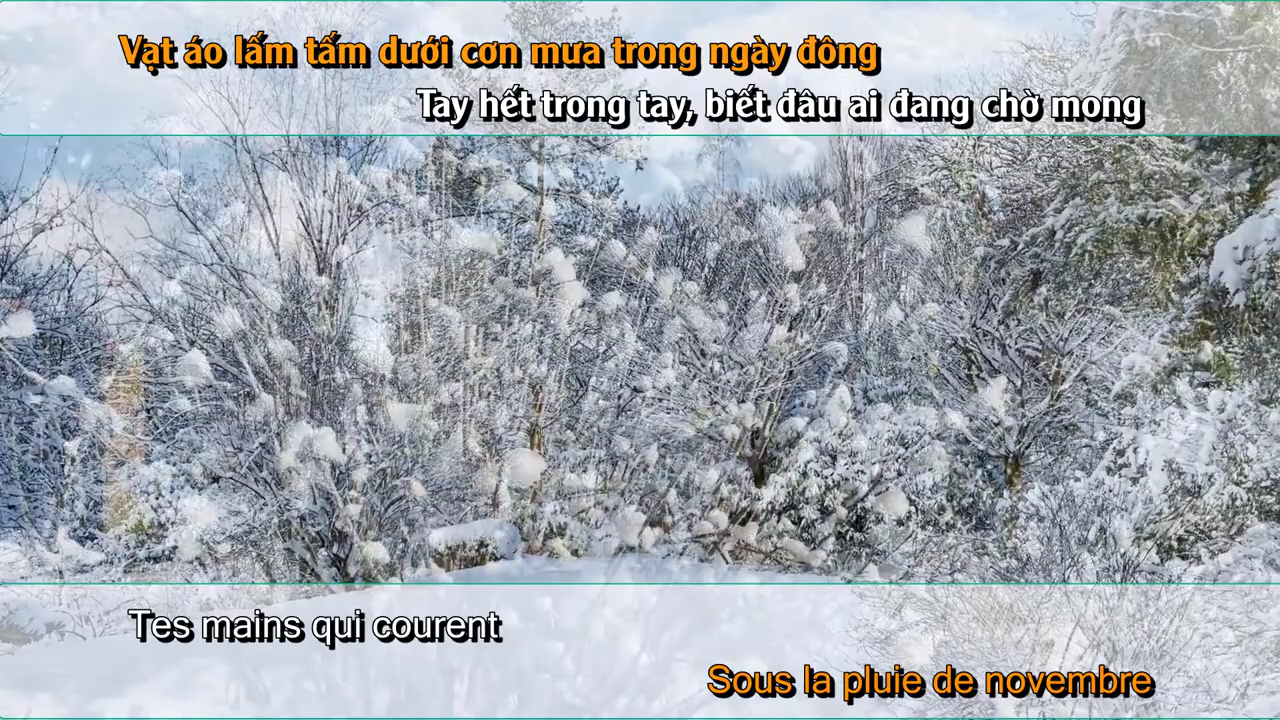 Vạt áo lấm tấm dưới cơn mưa trong ngày đông
Tay hết trong tay, biết đâu ai đang chờ mong
Tes mains qui courent
Sous la pluie de novembre